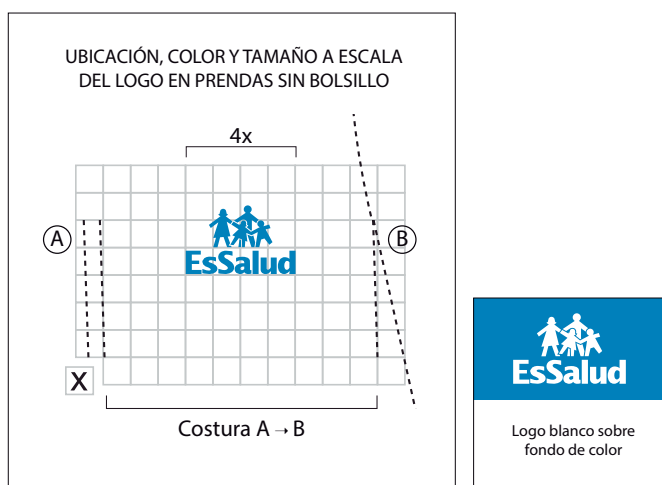 UBICACIÓN, COLOR Y TAMAÑO A ESCALA
DEL LOGO EN PRENDAS SIN BOLSILLO
4x
A
B
EsSalud
X
Costura A → B
EsSalud
Logo blanco sobre
fondo de color